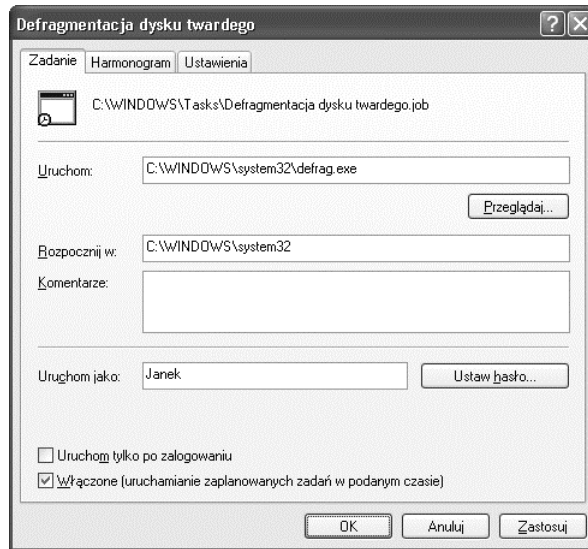 Defragmentacja dysku twardego
Zadanie Harmonogram Ustawienia
C:\WINDOWS\Tasks\Defragmentacja dysku twardego.job
Uruchom: C:\WINDOWS\system32\defrag.exe
Przeglądaj...
Rozpocznij w: C:\WINDOWS\system32
Komentarze:
Uruchom jako: Janek Ustaw hasło...
Uruchom tylko po zalogowaniu
Włączone (uruchamianie zaplanowanych zadań w podanym czasie)
OK Anuluj Zastosuj